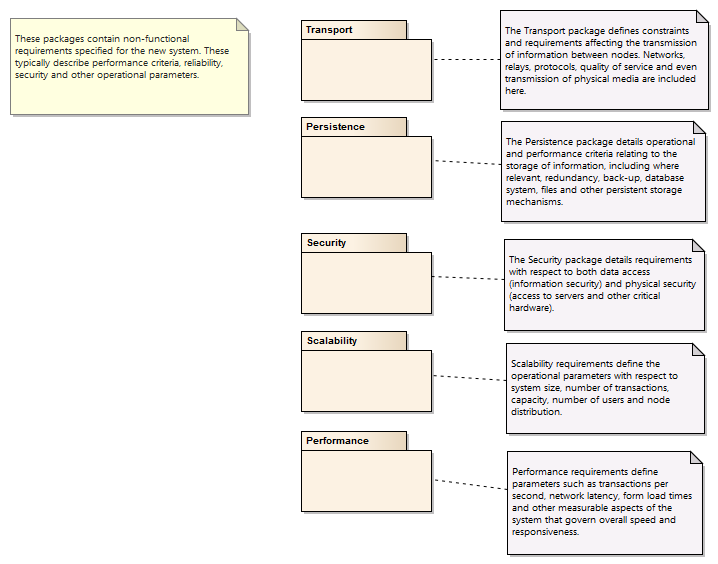 These packages contain non-functional
requirements specified for the new system. These
typically describe performance criteria, reliability,
security and other operational parameters.
Transport
The Transport package defines constraints
and requirements affecting the transmission
of information between nodes. Networks,
relays, protocols, quality of service and even
transmission of physical media are included
here.
Persistence
The Persistence package details operational
and performance criteria relating to the
storage of information, including where
relevant, redundancy, back-up, database
system, files and other persistent storage
mechanisms.
Security
The Security package details requirements
with respect to both data access
(information security) and physical security
(access to servers and other critical
hardware).
Scalability
Scalability requirements define the
operational parameters with respect to
system size, number of transactions,
capacity, number of users and node
distribution.
Performance
Performance requirements define
parameters such as transactions per
second, network latency, form load times
and other measurable aspects of the
system that govern overall speed and
responsiveness.